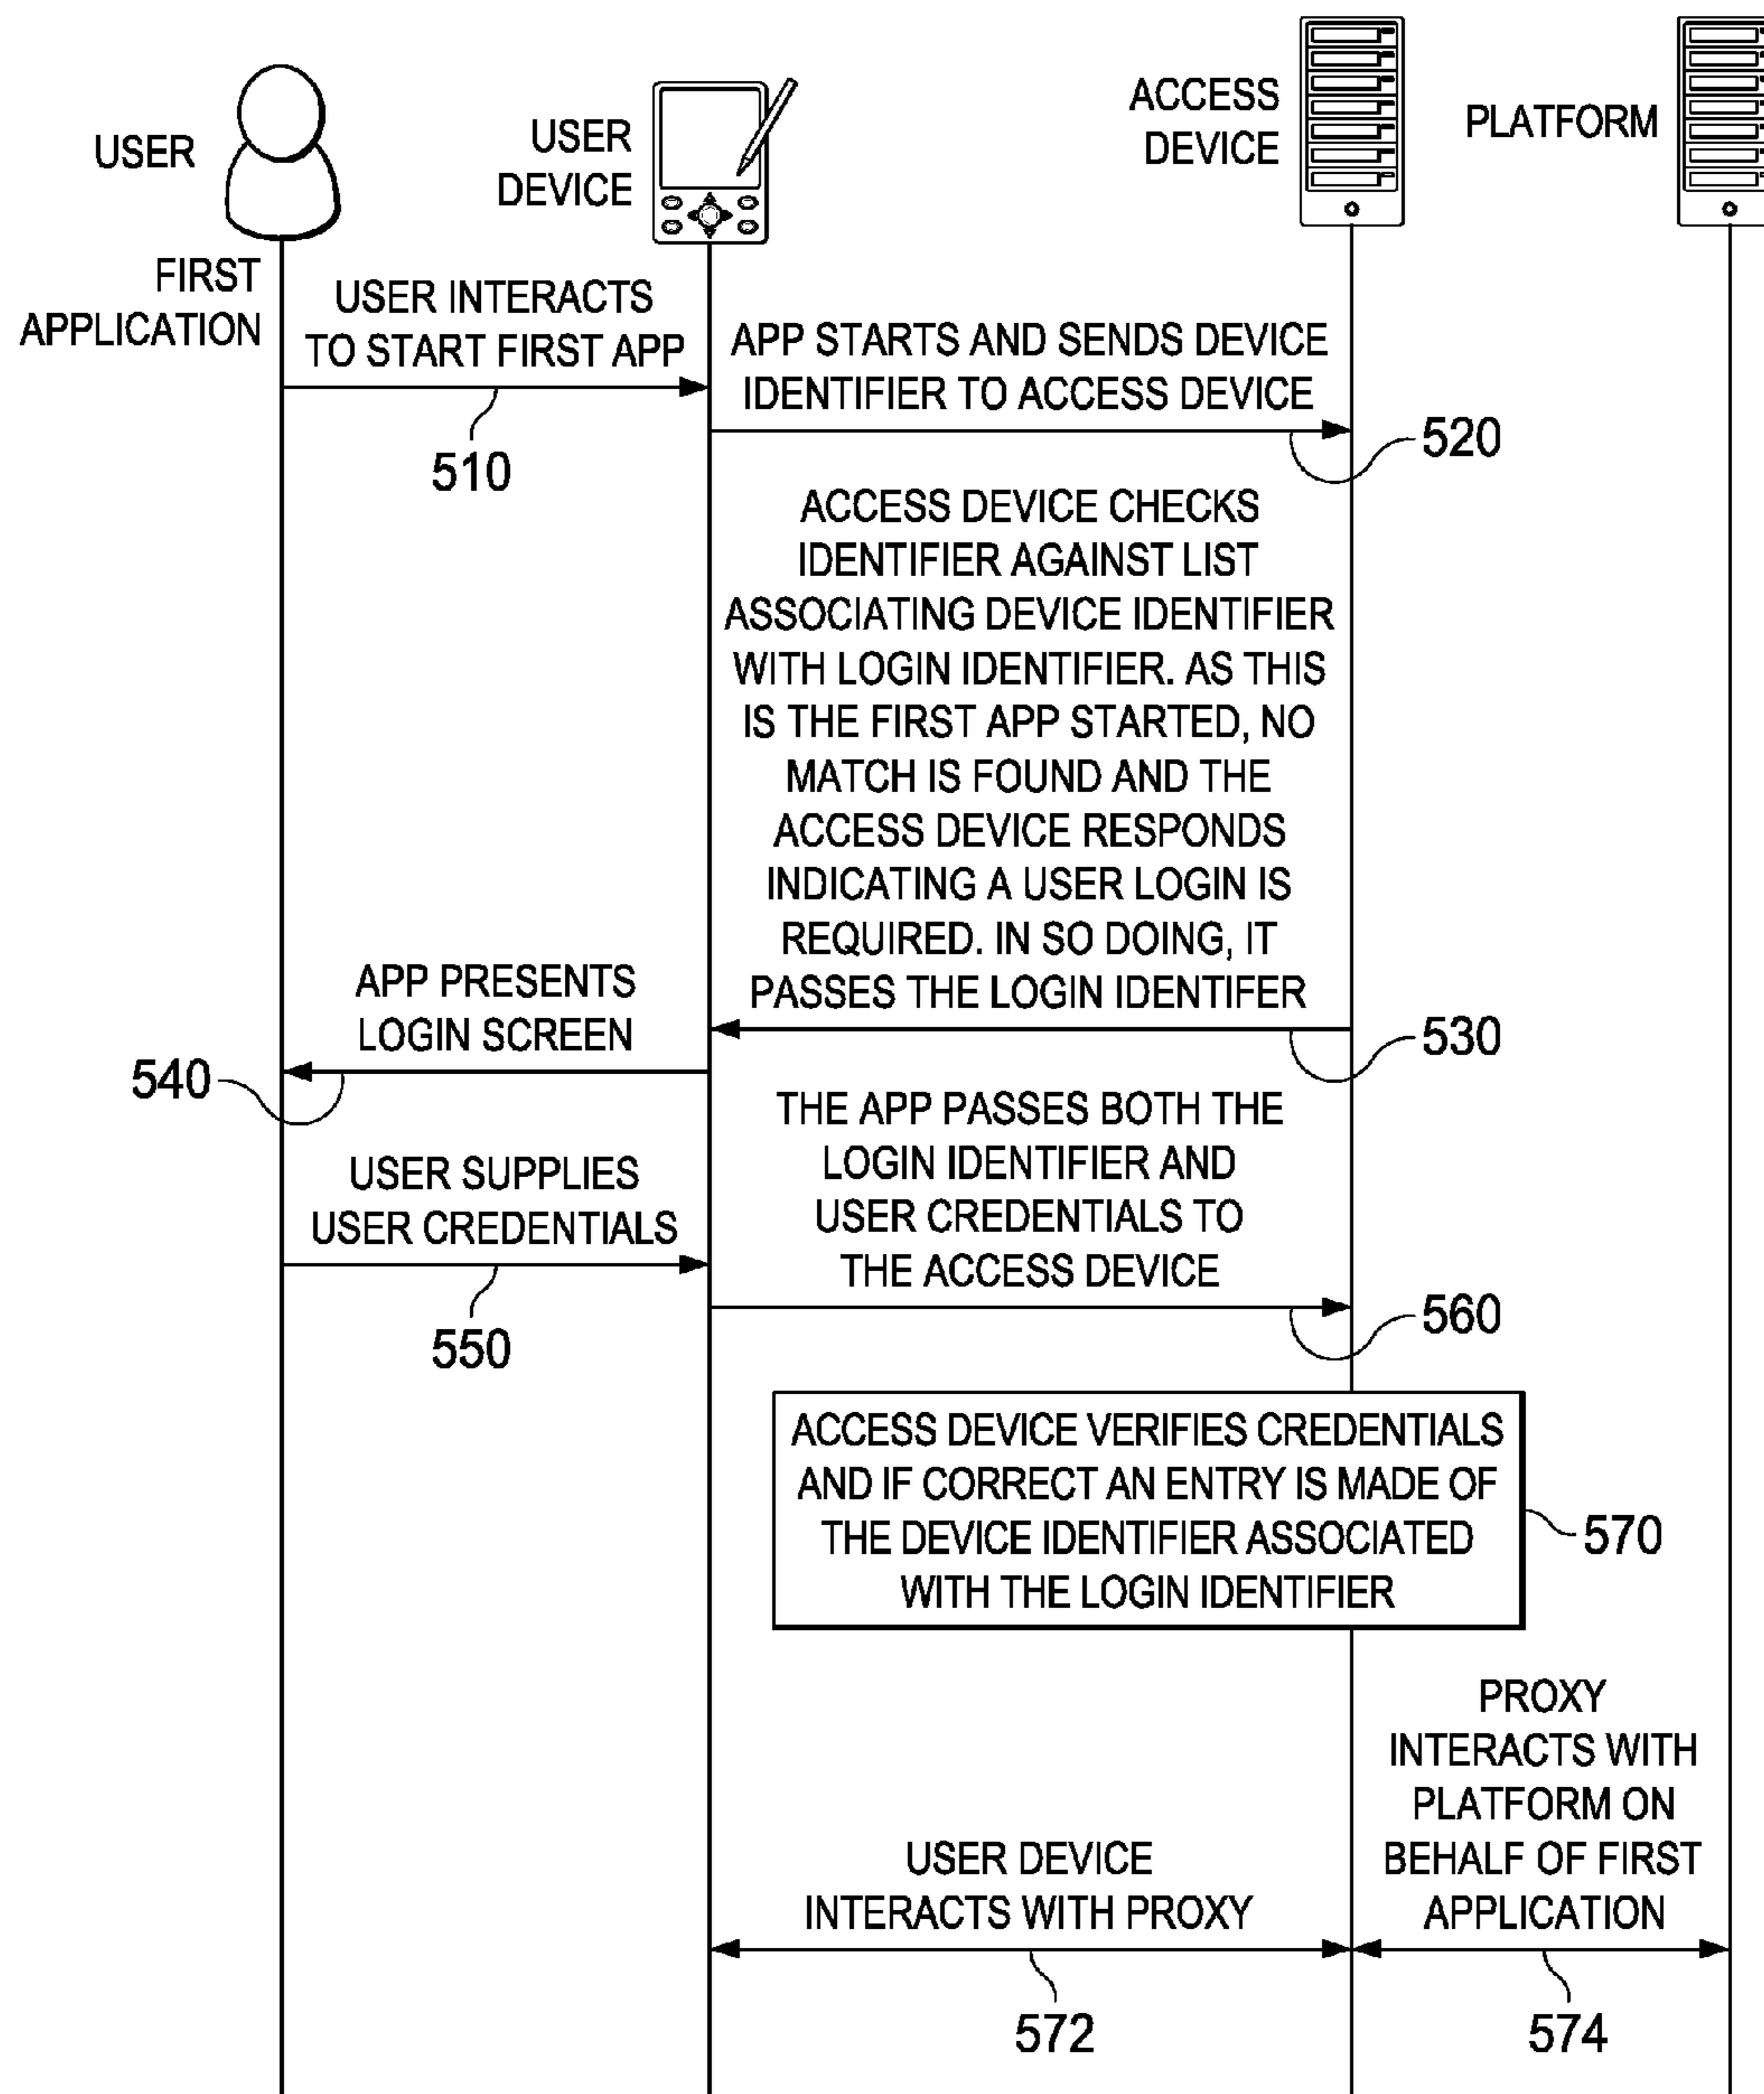 USER
USER
DEVICE
ACCESS
DEVICE
PLATFORM
FIRST
APPLICATION
USER INTERACTS
TO START FIRST APP
510
APP STARTS AND SENDS DEVICE
IDENTIFIER TO ACCESS DEVICE
520
ACCESS DEVICE CHECKS
IDENTIFIER AGAINST LIST
ASSOCIATING DEVICE IDENTIFIER
WITH LOGIN IDENTIFIER. AS THIS
IS THE FIRST APP STARTED, NO
MATCH IS FOUND AND THE
ACCESS DEVICE RESPONDS
INDICATING A USER LOGIN IS
REQUIRED. IN SO DOING, IT
PASSES THE LOGIN IDENTIFER
530
APP PRESENTS
LOGIN SCREEN
540
USER SUPPLIES
USER CREDENTIALS
550
THE APP PASSES BOTH THE
LOGIN IDENTIFIER AND
USER CREDENTIALS TO
THE ACCESS DEVICE
560
ACCESS DEVICE VERIFIES CREDENTIALS
AND IF CORRECT AN ENTRY IS MADE OF
THE DEVICE IDENTIFIER ASSOCIATED
WITH THE LOGIN IDENTIFIER
570
USER DEVICE
INTERACTS WITH PROXY
572
PROXY
INTERACTS WITH
PLATFORM ON
BEHALF OF FIRST
APPLICATION
574